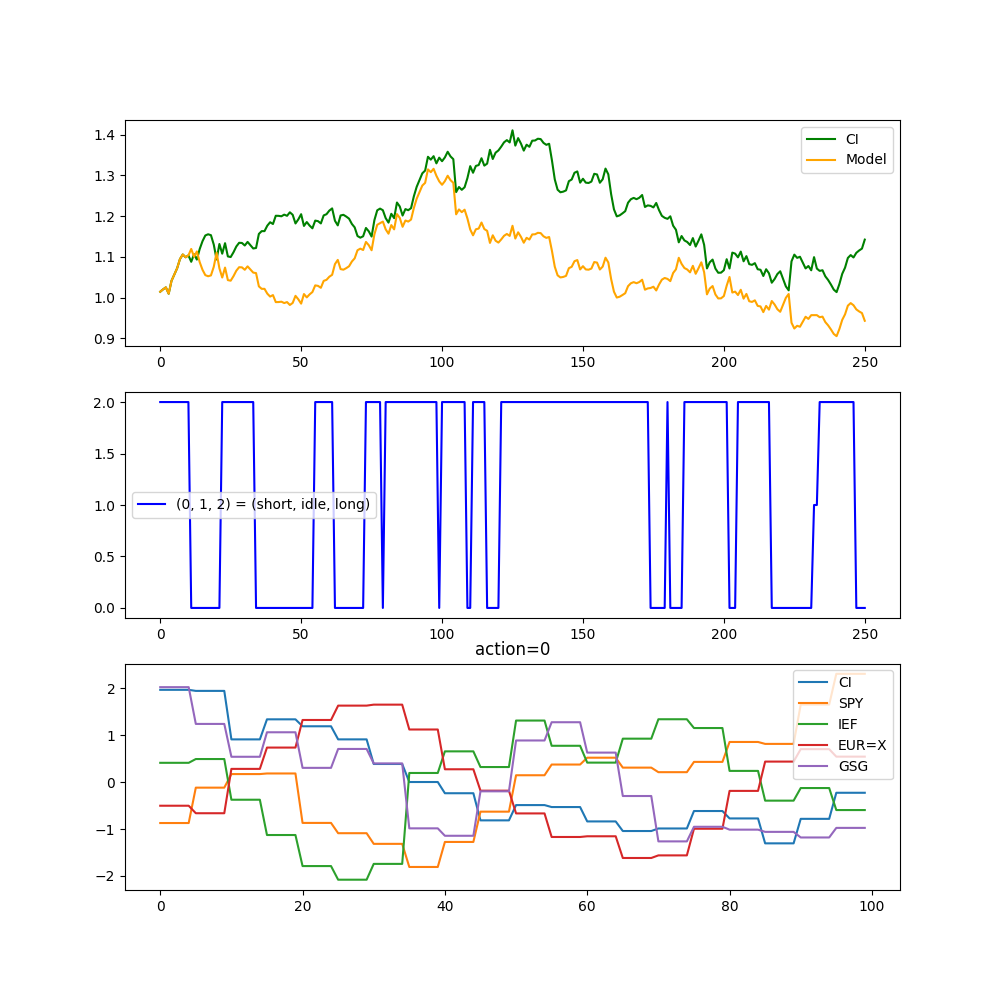 1.4
1.3
1.2
1.1
1.0
0.9
CI
Model
0 50 100 150 200 250
2.0
1.5
1.0
0.5
0.0
(0, 1, 2) = (short, idle, long)
0 50 100 150 200 250
action=0
2
1
0
−1
−2
CI
SPY
IEF
EUR=X
GSG
0 20 40 60 80 100